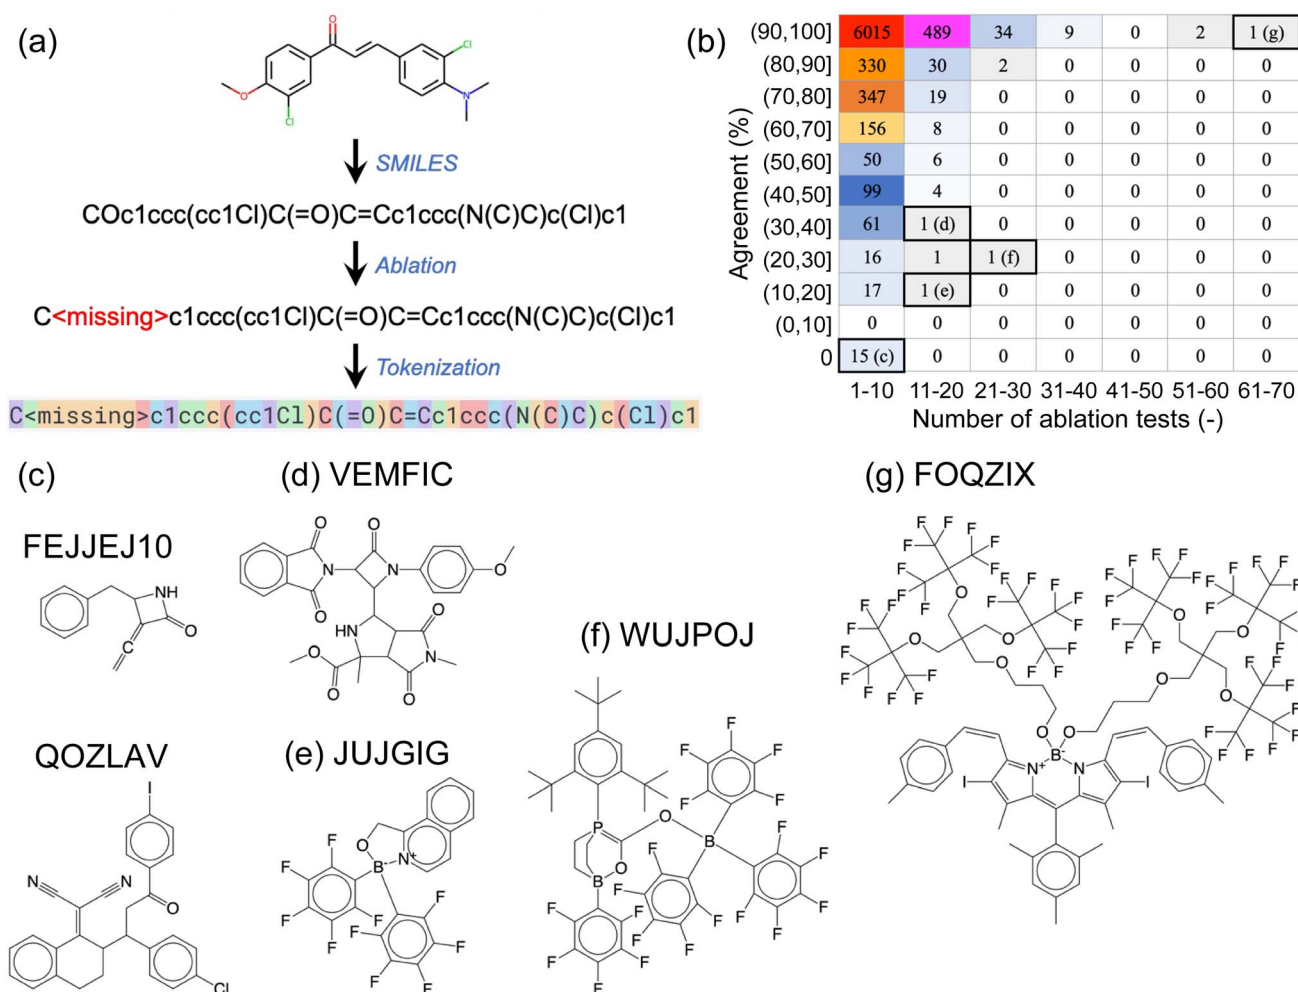 (a)
O
Cl
O
Cl
N
SMILES
COc1ccc(cc1Cl)C(=O)C=Cc1ccc(N(C)C)c(Cl)c1
Ablation
C<missing>c1ccc(cc1Cl)C(=O)C=Cc1ccc(N(C)C)c(Cl)c1
Tokenization
C<missing>c1ccc(cc1Cl)C(=O)C=Cc1ccc(N(C)C)c(Cl)c1
(b)
Agreement (%)
(90,100] 6015 489 34 9 0 2 1 (g)
(80,90] 330 30 2 0 0 0 0
(70,80] 347 19 0 0 0 0 0
(60,70] 156 8 0 0 0 0 0
(50,60] 50 6 0 0 0 0 0
(40,50] 99 4 0 0 0 0 0
(30,40] 61 1 (d) 0 0 0 0 0
(20,30] 16 1 1 (f) 0 0 0 0
(10,20] 17 1 (e) 0 0 0 0 0
(0,10] 0 0 0 0 0 0 0
0 15 (c) 0 0 0 0 0 0
1-10 11-20 21-30 31-40 41-50 51-60 61-70
Number of ablation tests (-)
(c)
FEJJEJ10
NH
O
C
QOZLAV
I
N N
O
Cl
(d) VEMFIC
O O
N N
O
O
HN O
O N
O O
(e) JUJGIG
O
B N+
F F
F F F
F F
F F
F
(f) WUJPOJ
F F
F F
O F
P B
O F F
B F F
F F F F
F F F F
F
(g) FOQZIX
F F F F F F F F
F F F F F F F F
F F F F F F F F
O O O O
F F F F F F F F
O O O O
F F F F F F
O O
B-
N+ N
I I